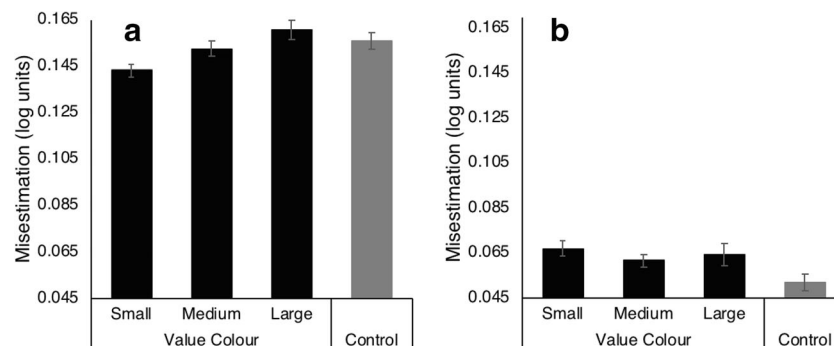 a
Misestimation (log units)
0.165
0.145
0.125
0.105
0.085
0.065
0.045
Small Medium Large
Value Colour Control
b
Misestimation (log units)
0.165
0.145
0.125
0.105
0.085
0.065
0.045
Small Medium Large
Value Colour Control